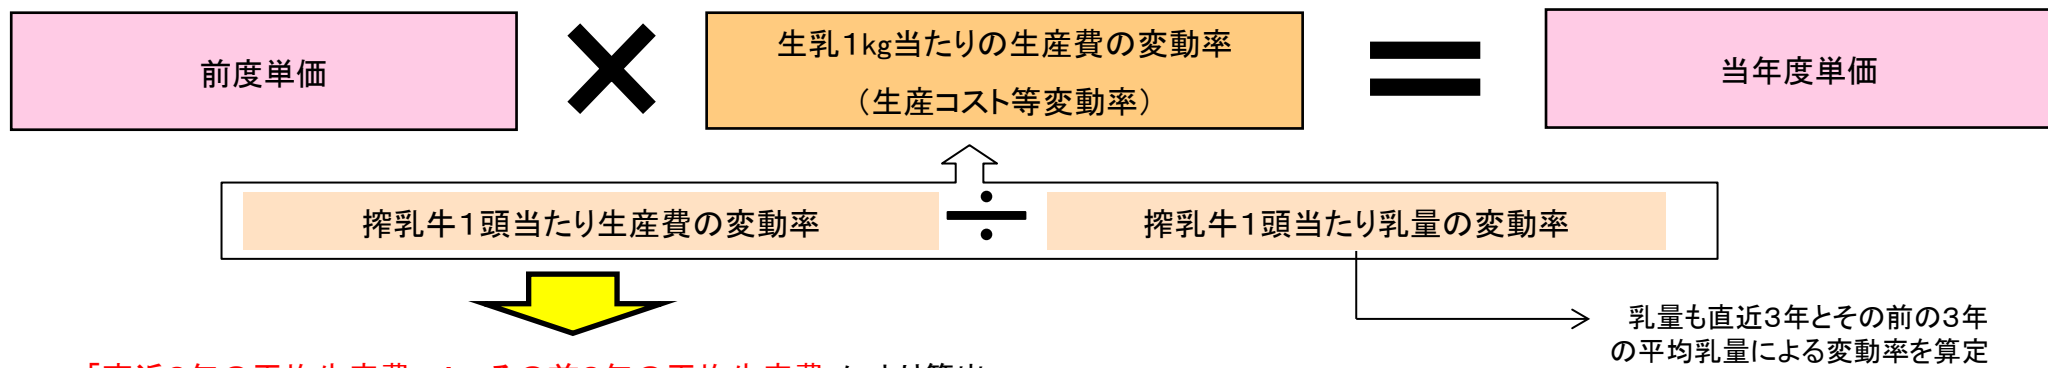 前度単価
生乳1kg当たりの生産費の変動率
(生産コスト等変動率)
当年度単価
搾乳牛1頭当たり生産費の変動率
搾乳牛1頭当たり乳量の変動率
乳量も直近3年とその前の3年
の平均乳量による変動率を算定